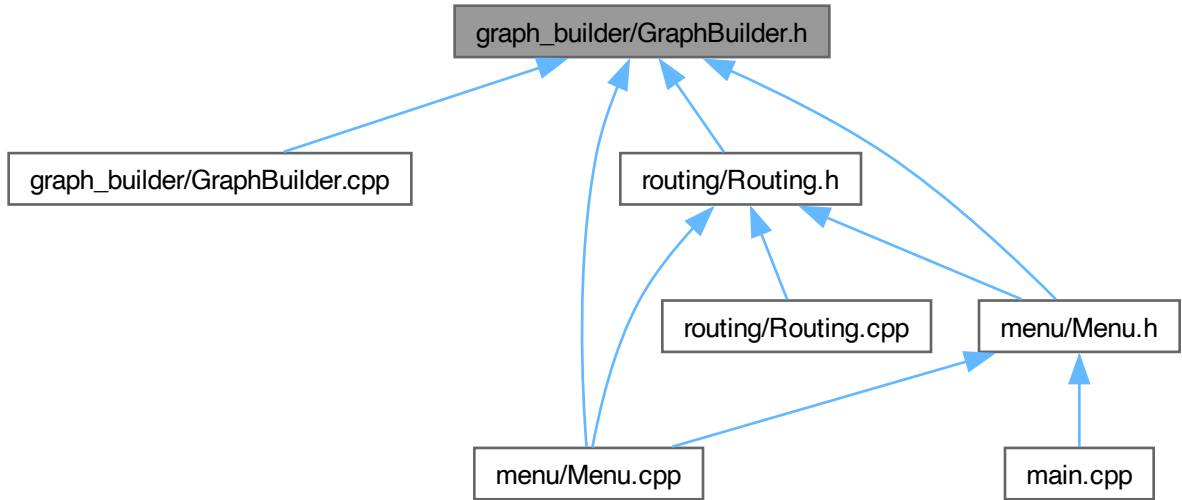 graph_builder/GraphBuilder.h
graph_builder/GraphBuilder.cpp
routing/Routing.h
routing/Routing.cpp
menu/Menu.h
menu/Menu.cpp
main.cpp